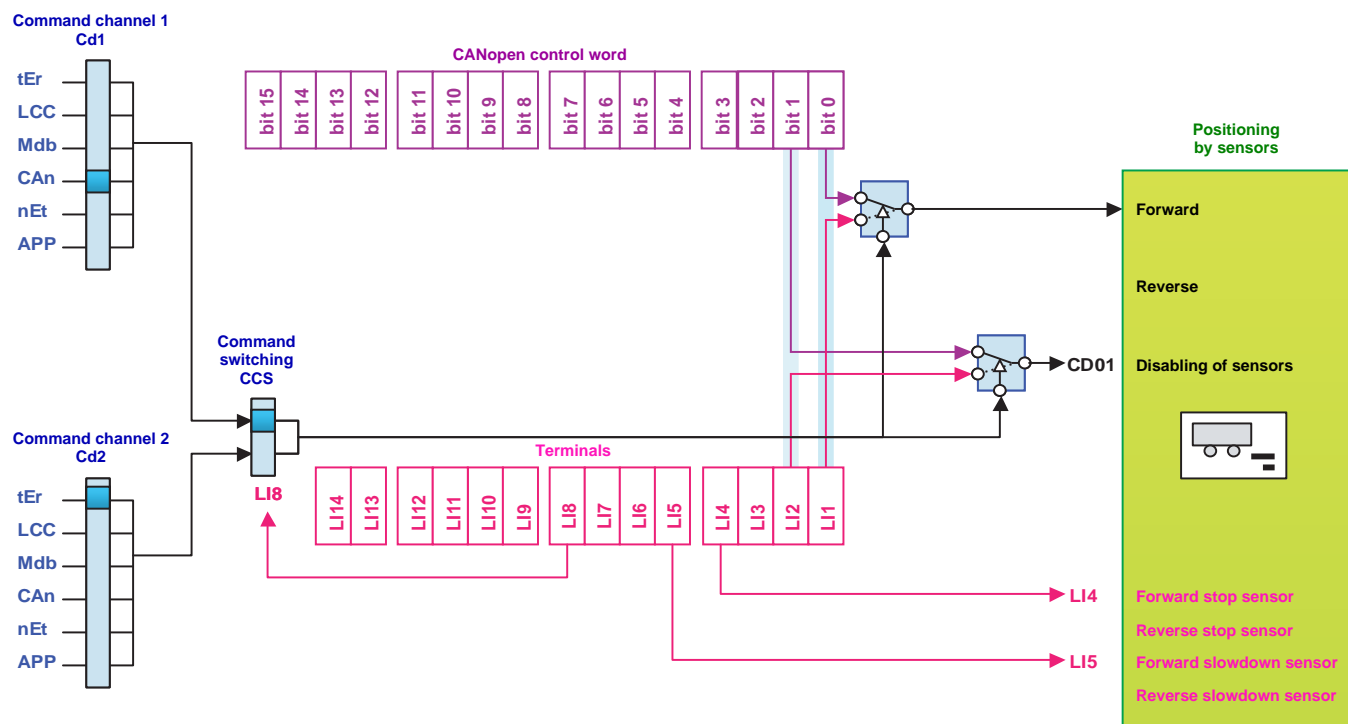 Command channel 1
Cd1
tEr
LCC
Mdb
CAn
nEt
APP
CANopen control word
bit 15
bit 14
bit 13
bit 12
bit 11
bit 10
bit 9
bit 8
bit 7
bit 6
bit 5
bit 4
bit 3
bit 2
bit 1
bit 0
Positioning
by sensors
Forward
Reverse
CD01
Disabling of sensors
Command
switching
CCS
LI8
Command channel 2
Cd2
tEr
LCC
Mdb
CAn
nEt
APP
Terminals
LI14
LI13
LI12
LI11
LI10
LI9
LI8
LI7
LI6
LI5
LI4
LI3
LI2
LI1
LI4
Forward stop sensor
Reverse stop sensor
LI5
Forward slowdown sensor
Reverse slowdown sensor